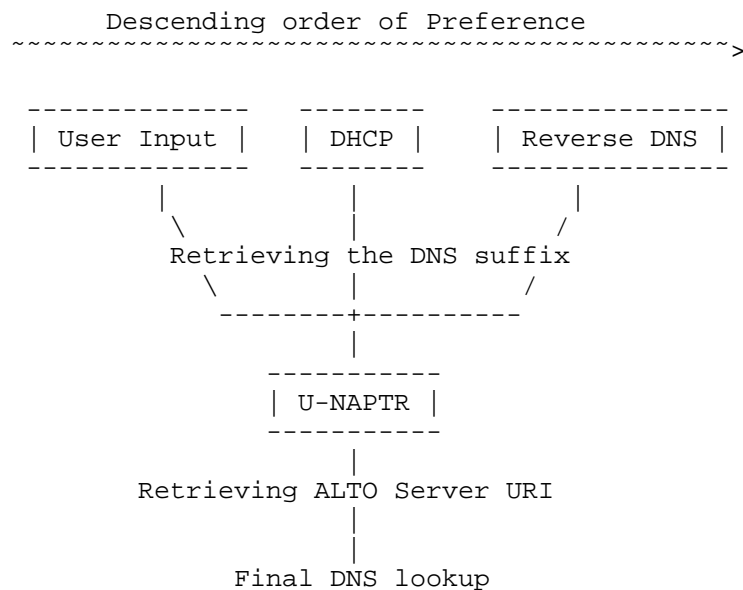 Descending order of Preference
~~~~~~~~~~~~~~~~~~~~~~~~~~~~~~~~~~~~~~~~~~~~~>
--------------   --------    ---------------
| User Input |   | DHCP |    | Reverse DNS |
--------------   --------    ---------------
|           |             |
\          |            /
Retrieving the DNS suffix
\        |          /
--------+----------
|
-----------
| U-NAPTR |
-----------
|
Retrieving ALTO Server URI
|
|
Final DNS lookup